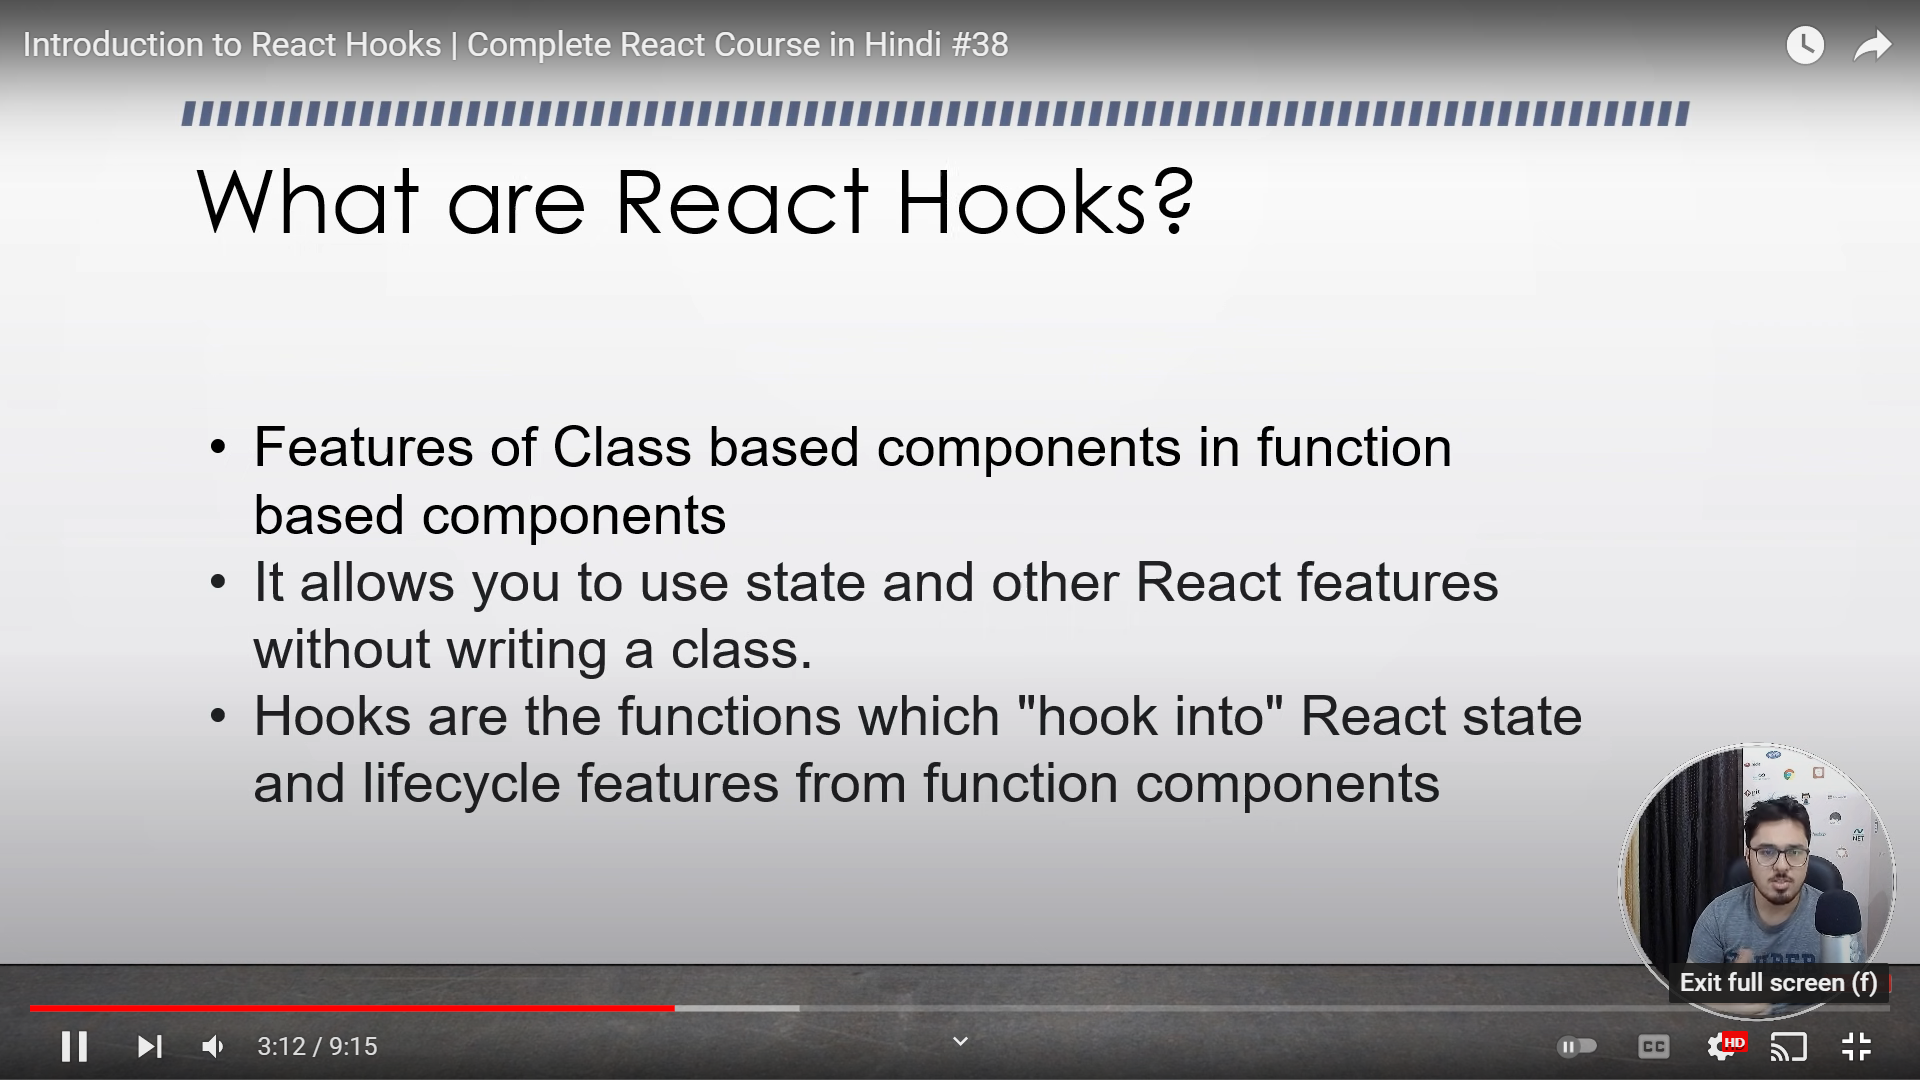 Introduction to React Hooks | Complete React Course in Hindi #38
What are React Hooks?
• Features of Class based components in function
based components
• It allows you to use state and other React features
without writing a class.
• Hooks are the functions which "hook into" React state
and lifecycle features from function components
git
NET
Exit full screen (f)
3:12 / 9:15
CC
HD